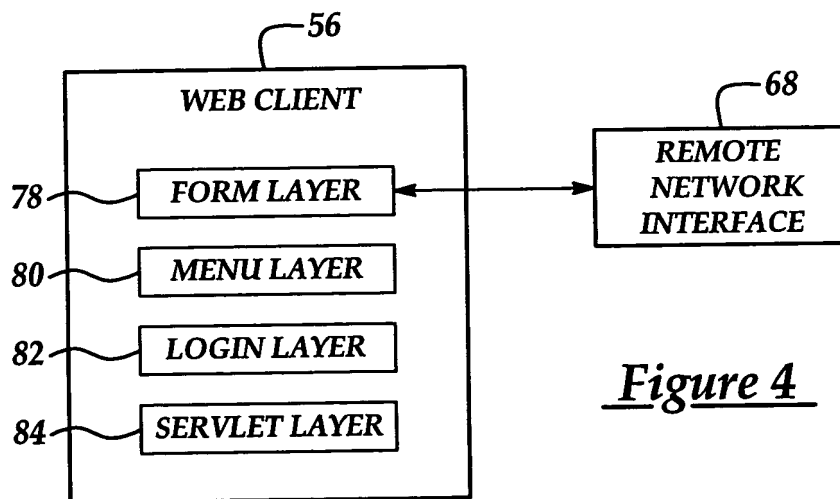 56
WEB CLIENT
68
REMOTE
NETWORK
INTERFACE
78
FORM LAYER
80
MENU LAYER
82
LOGIN LAYER
84
SERVLET LAYER
Figure 4